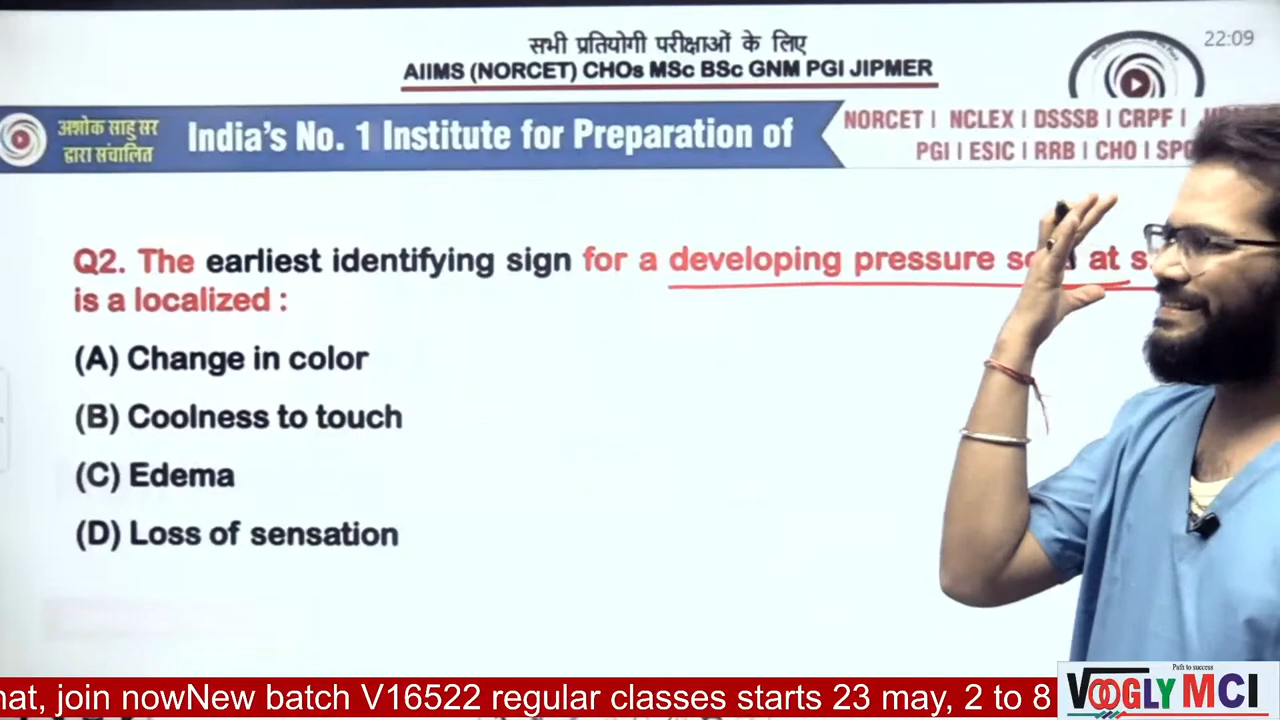 सभी प्रतियोगी परीक्षाओं के लिए
AIIMS (NORCET) CHOs MSc BSc GNM PGI JIPMER
22:09
अशोक साहु सर
द्वारा संचालित
India's No. 1 Institute for Preparation of
NORCET I NCLEX I DSSSB I CRPF I
PGI I ESIC I RRB I CHO I
Q2. The earliest identifying sign for a developing pressure at
is a localized :
(A) Change in color
(B) Coolness to touch
(C) Edema
(D) Loss of sensation
join nowNew batch V16522 regular classes starts 23 may, 2 to 8
Path to success
VOOGLY MCI